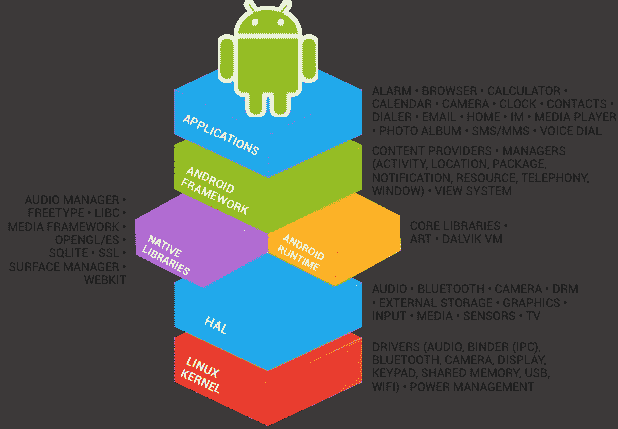 APPLICATIONS
ALARM • BROWSER • CALCULATOR •
CALENDAR • CAMERA • CLOCK • CONTACTS •
DIALER • EMAIL • HOME • IM • MEDIA PLAYER
• PHOTO ALBUM • SMS/MMS • VOICE DIAL
ANDROID
FRAMEWORK
CONTENT PROVIDERS • MANAGERS
(ACTIVITY, LOCATION, PACKAGE,
NOTIFICATION, RESOURCE, TELEPHONY,
WINDOW) • VIEW SYSTEM
AUDIO MANAGER •
FREETYPE • LIBC •
MEDIA FRAMEWORK •
OPENGL/ES •
SQLITE • SSL •
SURFACE MANAGER •
WEBKIT
NATIVE
LIBRARIES
ANDROID
RUNTIME
CORE LIBRARIES •
ART • DALVIK VM
HAL
AUDIO • BLUETOOTH • CAMERA • DRM
• EXTERNAL STORAGE • GRAPHICS •
INPUT • MEDIA • SENSORS • TV
LINUX
KERNEL
DRIVERS (AUDIO, BINDER (IPC),
BLUETOOTH, CAMERA, DISPLAY,
KEYPAD, SHARED MEMORY, USB,
WIFI) • POWER MANAGEMENT